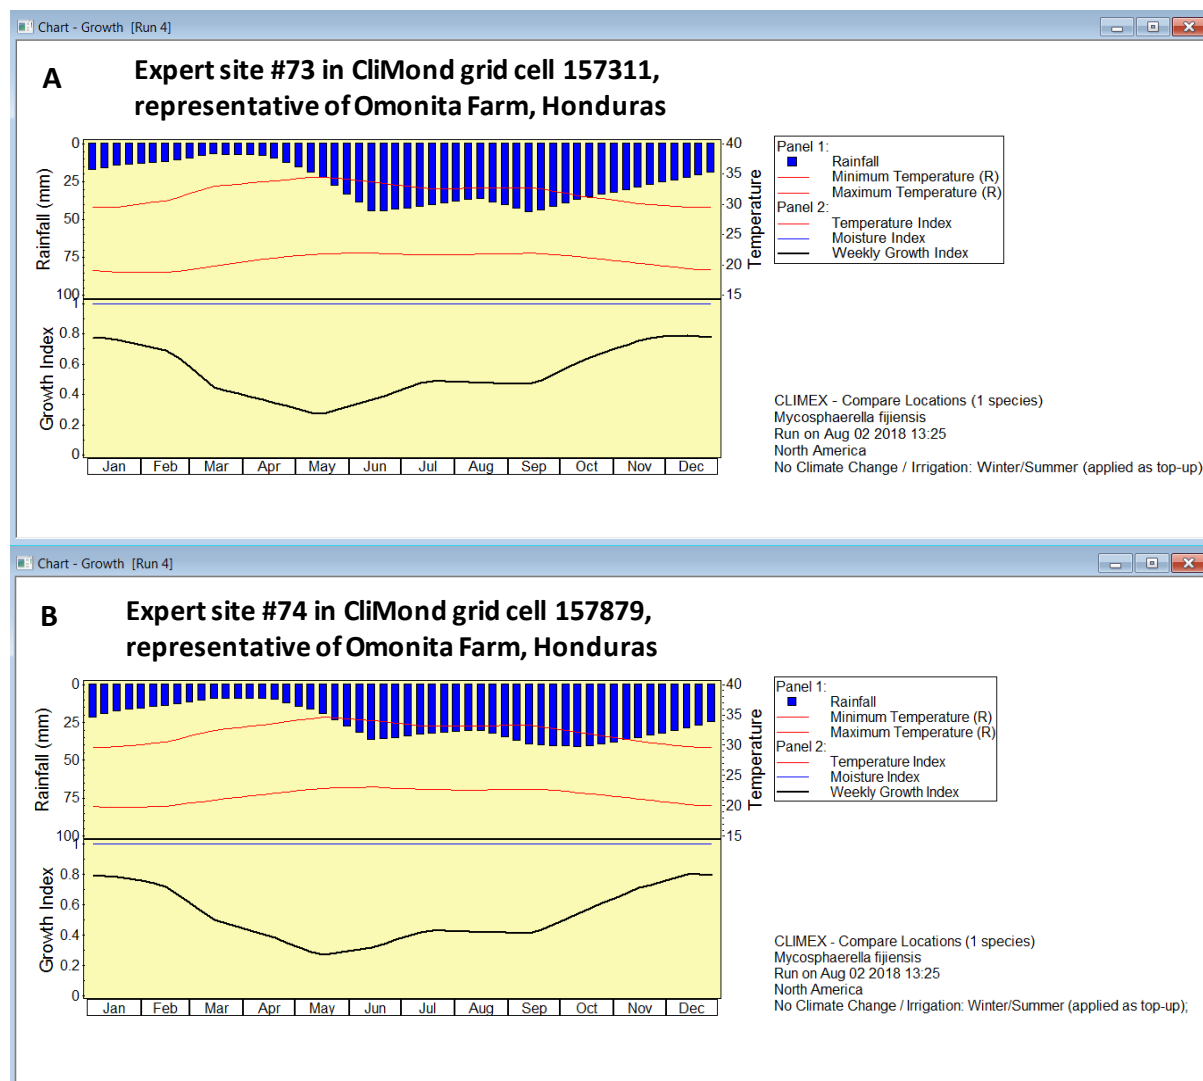 Chart - Growth [Run 4]
A
Expert site #73 in CliMond grid cell 157311,
representative of Omonita Farm, Honduras
0
25
50
75
100
Rainfall (mm)
40
35
30
25
20
15
Temperature
1
0.8
0.6
0.4
0.2
0
Growth Index
Jan Feb Mar Apr May Jun Jul Aug Sep Oct Nov Dec
Panel 1:
Rainfall
Minimum Temperature (R)
Maximum Temperature (R)
Panel 2:
Temperature Index
Moisture Index
Weekly Growth Index
CLIMEX - Compare Locations (1 species)
Mycosphaerella fijiensis
Run on Aug 02 2018 13:25
North America
No Climate Change / Irrigation: Winter/Summer (applied as top-up)
Chart - Growth [Run 4]
B
Expert site #74 in CliMond grid cell 157879,
representative of Omonita Farm, Honduras
0
25
50
75
100
Rainfall (mm)
40
35
30
25
20
15
Temperature
1
0.8
0.6
0.4
0.2
0
Growth Index
Jan Feb Mar Apr May Jun Jul Aug Sep Oct Nov Dec
Panel 1:
Rainfall
Minimum Temperature (R)
Maximum Temperature (R)
Panel 2:
Temperature Index
Moisture Index
Weekly Growth Index
CLIMEX - Compare Locations (1 species)
Mycosphaerella fijiensis
Run on Aug 02 2018 13:25
North America
No Climate Change / Irrigation: Winter/Summer (applied as top-up);